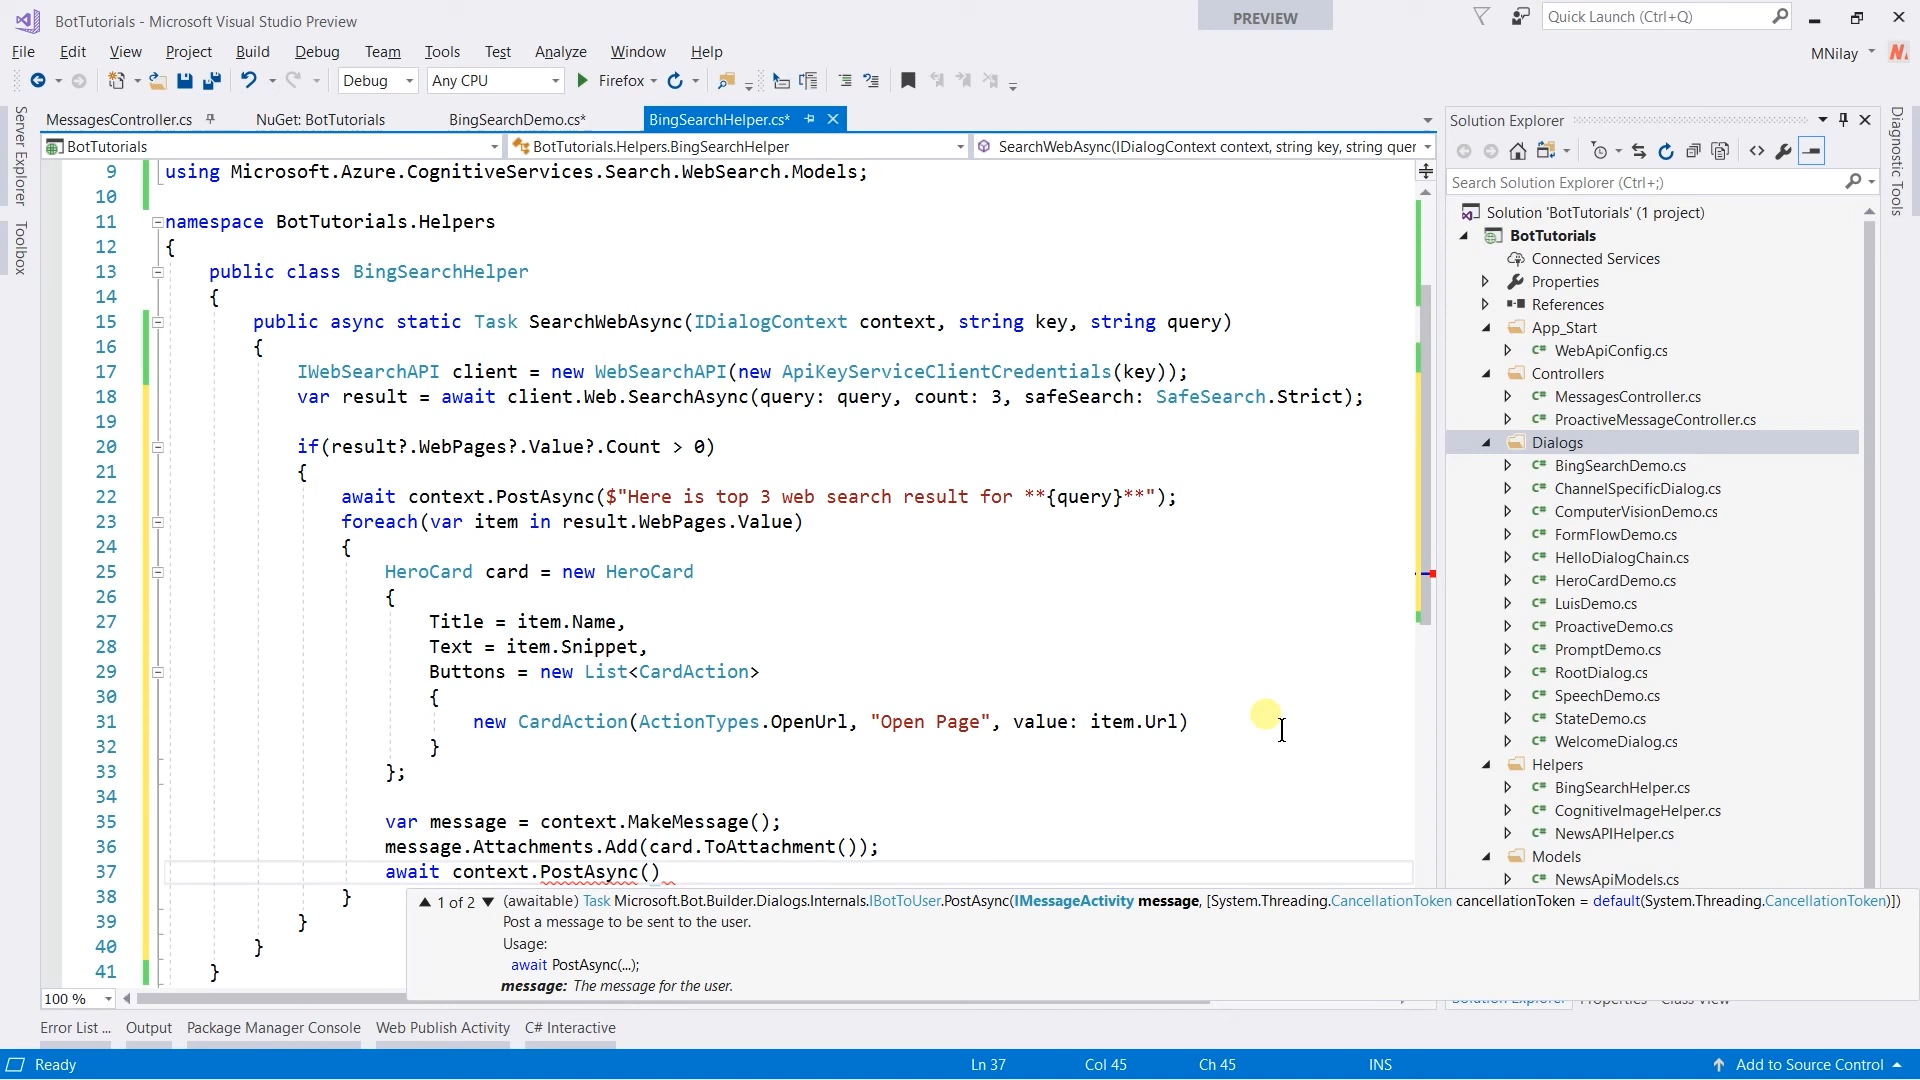 BotTutorials - Microsoft Visual Studio Preview
PREVIEW
Quick Launch (Ctrl+Q)
File Edit View Project Build Debug Team Tools Test Analyze Window Help
MNilay
Debug Any CPU Firefox
Server Explorer
Toolbox
MessagesController.cs NuGet: BotTutorials BingSearchDemo.cs* BingSearchHelper.cs*
BotTutorials BotTutorials.Helpers.BingSearchHelper SearchWebAsync(IDialogContext context, string key, string quer
9 using Microsoft.Azure.CognitiveServices.Search.WebSearch.Models;
10
11 namespace BotTutorials.Helpers
12 {
13 public class BingSearchHelper
14 {
15 public async static Task SearchWebAsync(IDialogContext context, string key, string query)
16 {
17 IWebSearchAPI client = new WebSearchAPI(new ApiKeyServiceClientCredentials(key));
18 var result = await client.Web.SearchAsync(query: query, count: 3, safeSearch: SafeSearch.Strict);
19
20 if(result?.WebPages?.Value?.Count > 0)
21 {
22 await context.PostAsync($"Here is top 3 web search result for **{query}**");
23 foreach(var item in result.WebPages.Value)
24 {
25 HeroCard card = new HeroCard
26 {
27 Title = item.Name,
28 Text = item.Snippet,
29 Buttons = new List<CardAction>
30 {
31 new CardAction(ActionTypes.OpenUrl, "Open Page", value: item.Url)
32 }
33 };
34
35 var message = context.MakeMessage();
36 message.Attachments.Add(card.ToAttachment());
37 await context.PostAsync()
38 }
39 }
40 }
41 }
1 of 2 (awaitable) Task Microsoft.Bot.Builder.Dialogs.Internals.IBotToUser.PostAsync(IMessageActivity message, [System.Threading.CancellationToken cancellationToken = default(System.Threading.CancellationToken)])
Post a message to be sent to the user.
Usage:
await PostAsync(...);
message: The message for the user.
100 %
Solution Explorer
Search Solution Explorer (Ctrl+;)
Solution 'BotTutorials' (1 project)
BotTutorials
Connected Services
Properties
References
App_Start
WebApiConfig.cs
Controllers
MessagesController.cs
ProactiveMessageController.cs
Dialogs
BingSearchDemo.cs
ChannelSpecificDialog.cs
ComputerVisionDemo.cs
FormFlowDemo.cs
HelloDialogChain.cs
HeroCardDemo.cs
LuisDemo.cs
ProactiveDemo.cs
PromptDemo.cs
RootDialog.cs
SpeechDemo.cs
StateDemo.cs
WelcomeDialog.cs
Helpers
BingSearchHelper.cs
CognitiveImageHelper.cs
NewsAPIHelper.cs
Models
NewsApiModels.cs
Solution Explorer Properties Class View
Diagnostic Tools
Error List ... Output Package Manager Console Web Publish Activity C# Interactive
Ready Ln 37 Col 45 Ch 45 INS Add to Source Control